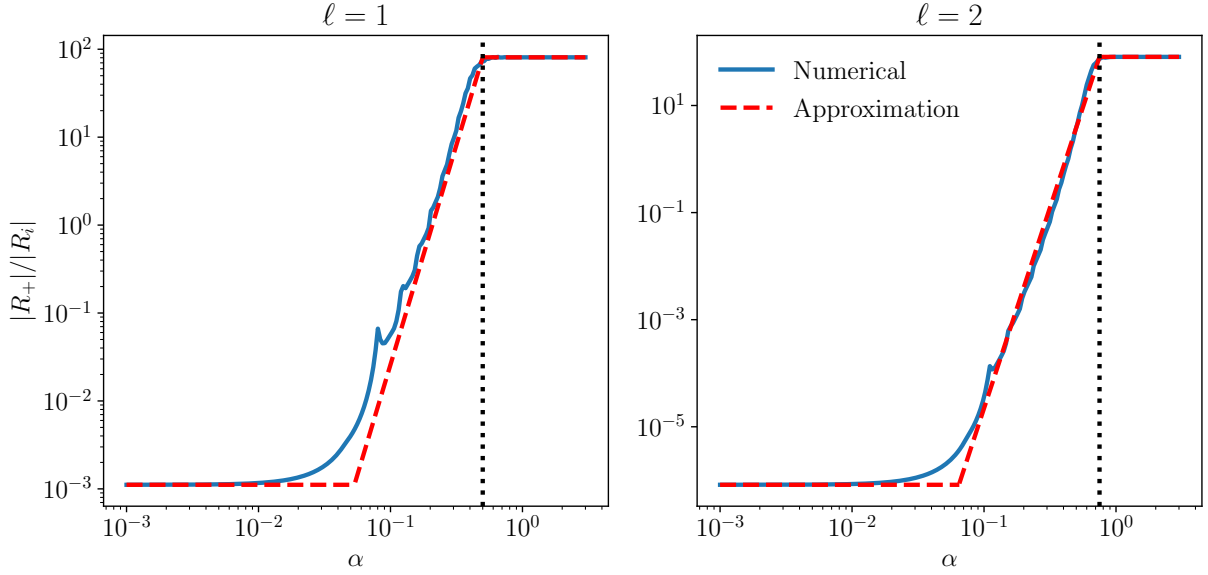 ℓ = 1
|R₊|/|Rᵢ|
10²
10¹
10⁰
10⁻¹
10⁻²
10⁻³
10⁻³ 10⁻² 10⁻¹ 10⁰
α
ℓ = 2
Numerical
Approximation
10¹
10⁻¹
10⁻³
10⁻⁵
10⁻³ 10⁻² 10⁻¹ 10⁰
α